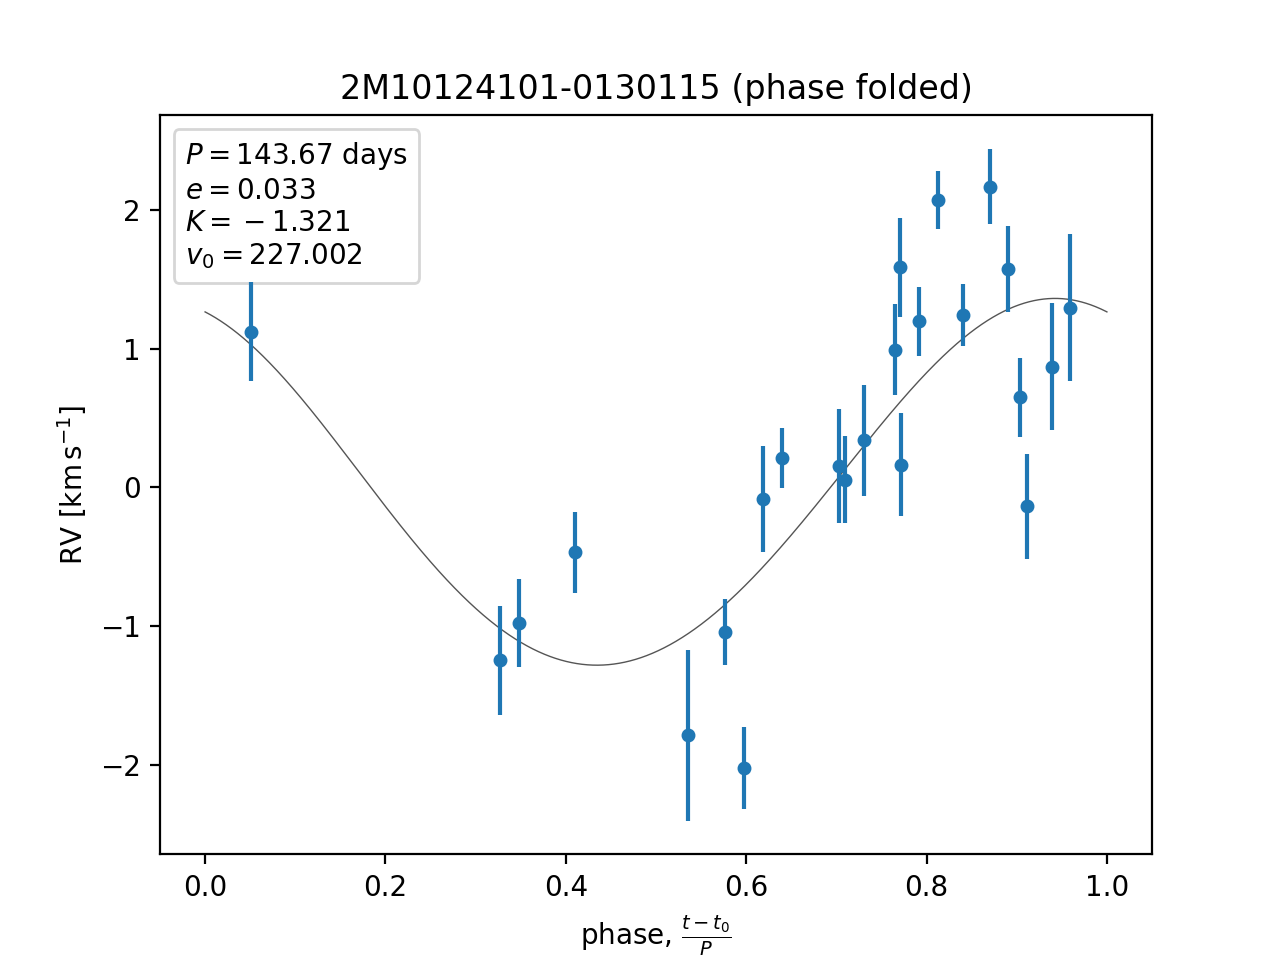 2M10124101-0130115 (phase folded)
P = 143.67 days
e = 0.033
K = −1.321
v₀ = 227.002
2
1
0
−1
−2
RV [km s⁻¹]
0.0 0.2 0.4 0.6 0.8 1.0
phase, (t − t₀)/P